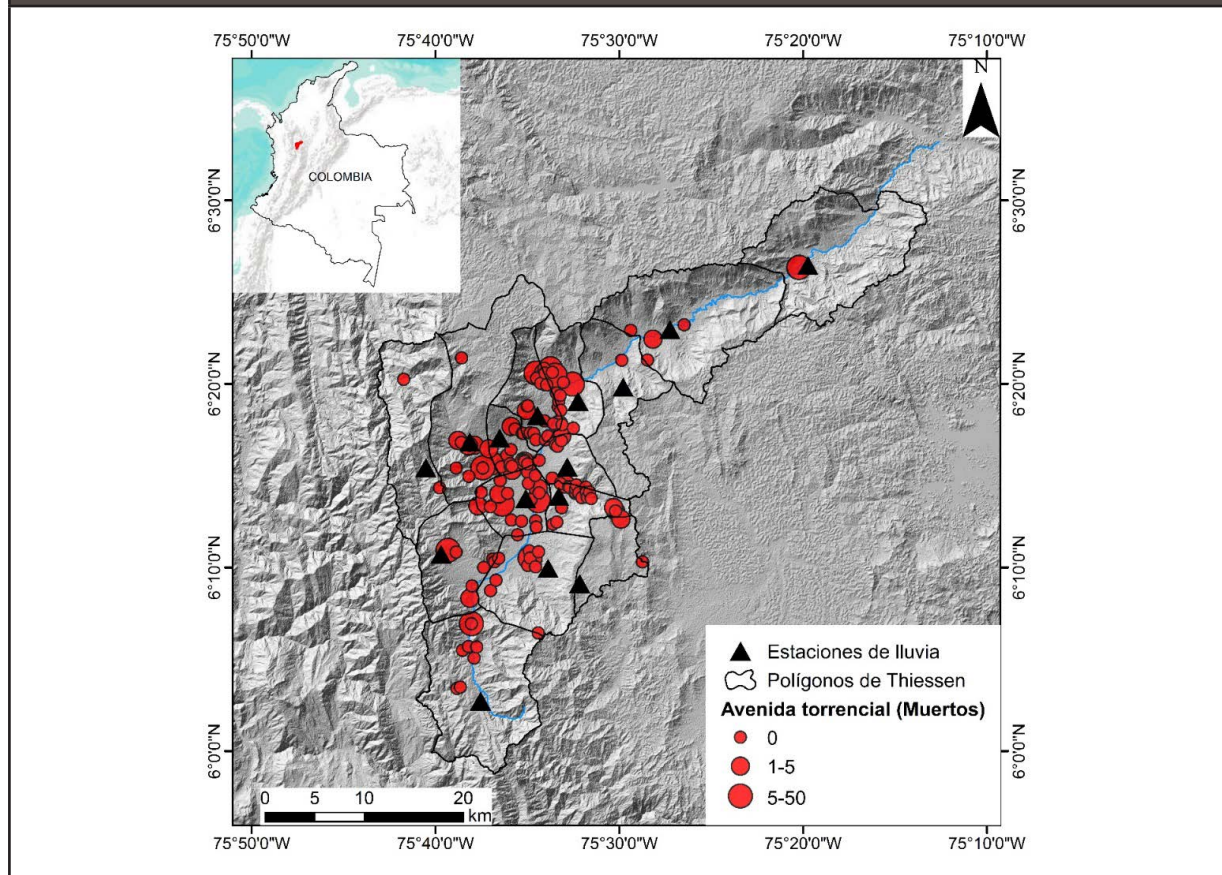 75°50'0"W 75°40'0"W 75°30'0"W 75°20'0"W 75°10'0"W
N
COLOMBIA
6°30'0"N 6°30'0"N
6°20'0"N 6°20'0"N
6°10'0"N 6°10'0"N
6°0'0"N 6°0'0"N
Estaciones de lluvia
Polígonos de Thiessen
Avenida torrencial (Muertos)
0
1-5
5-50
0 5 10 20
km
75°50'0"W 75°40'0"W 75°30'0"W 75°20'0"W 75°10'0"W